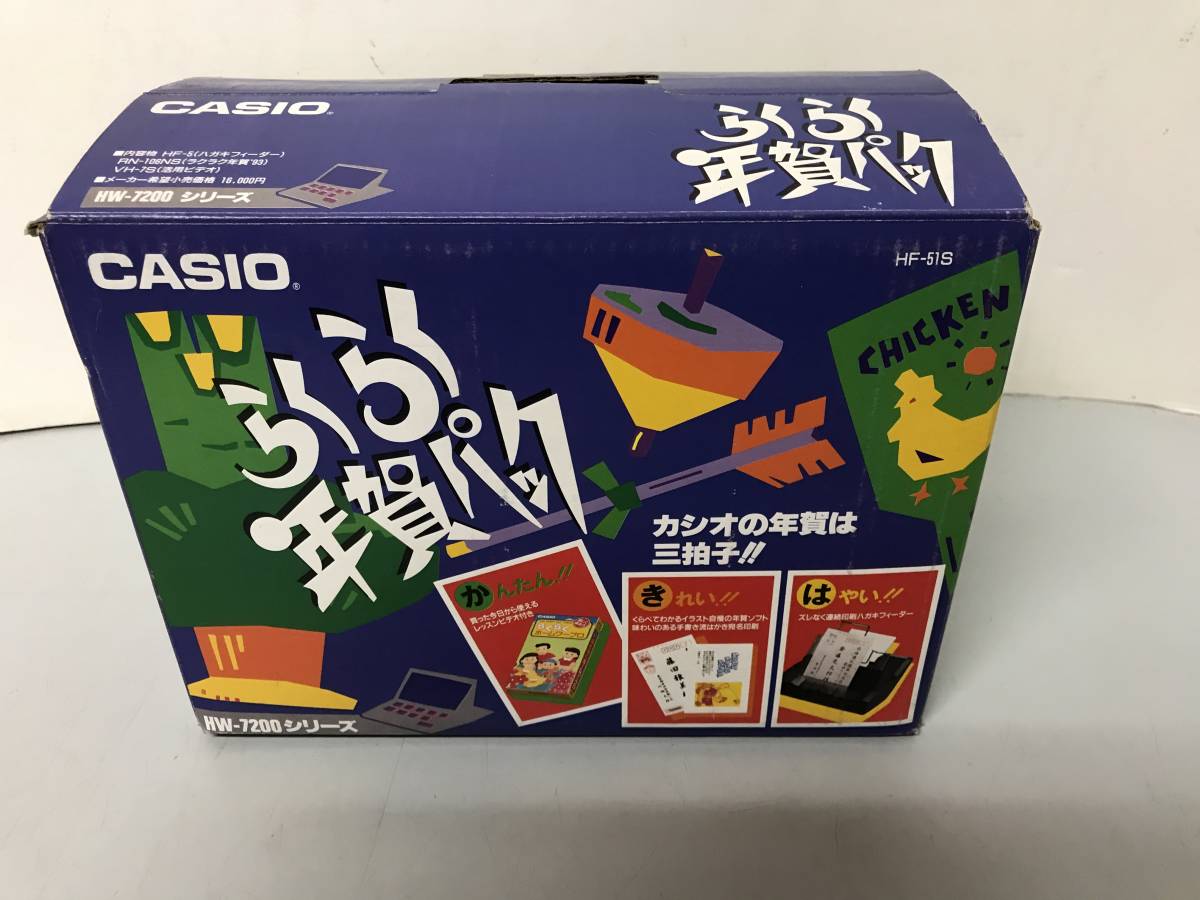 CASIO®
■内容物 HF-5(ハガキフィーダー)
RN-106NS(ラクラク年賀'93)
VH-7S(活用ビデオ)
■メーカー希望小売価格 16,000円
HW-7200 シリーズ
らくらく
年賀パック
CASIO®
HF-51S
らくらく
年賀パック
CHICKEN
カシオの年賀は
三拍子!!
かんたん!!
買った今日から使える
レッスンビデオ付き
CASIO
きれい!!
くらべてわかるイラスト自慢の年賀ソフト
味わいのある手書き流はがき宛名印刷
はやい!!
ズレなく連続印刷ハガキフィーダー
HW-7200 シリーズ